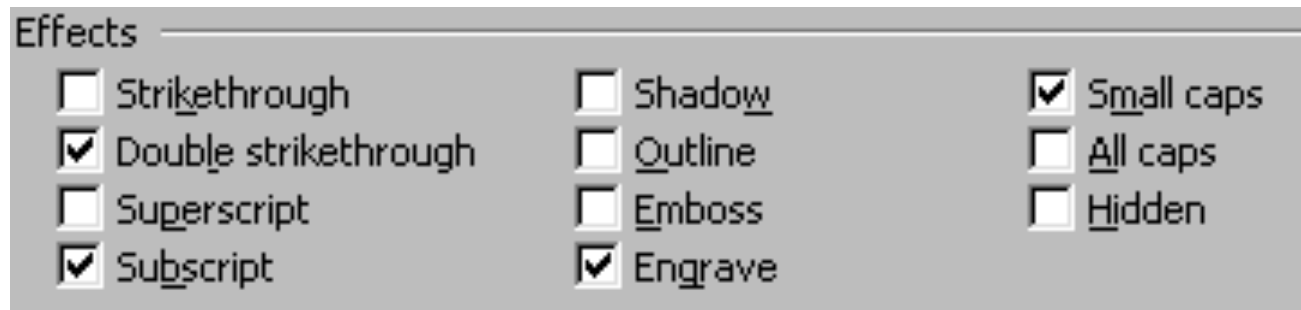 Effects
Strikethrough Shadow Small caps
Double strikethrough Outline All caps
Superscript Emboss Hidden
Subscript Engrave